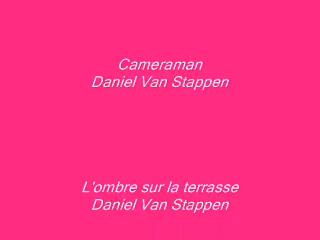 Cameraman
Daniel Van Stappen
L'ombre sur la terrasse
Daniel Van Stappen